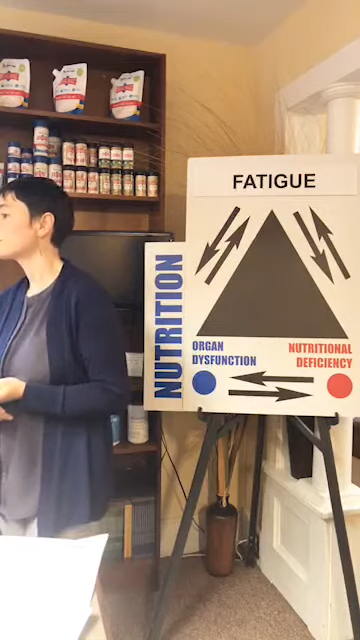 FATIGUE
NUTRITION
ORGAN
DYSFUNCTION
NUTRITIONAL
DEFICIENCY